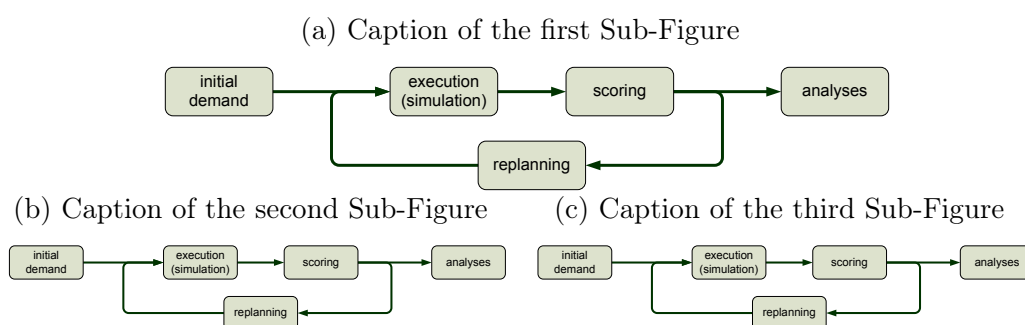 (a) Caption of the first Sub-Figure
initial
demand
execution
(simulation)
scoring
analyses
replanning
(b) Caption of the second Sub-Figure
initial
demand
execution
(simulation)
scoring
analyses
replanning
(c) Caption of the third Sub-Figure
initial
demand
execution
(simulation)
scoring
analyses
replanning